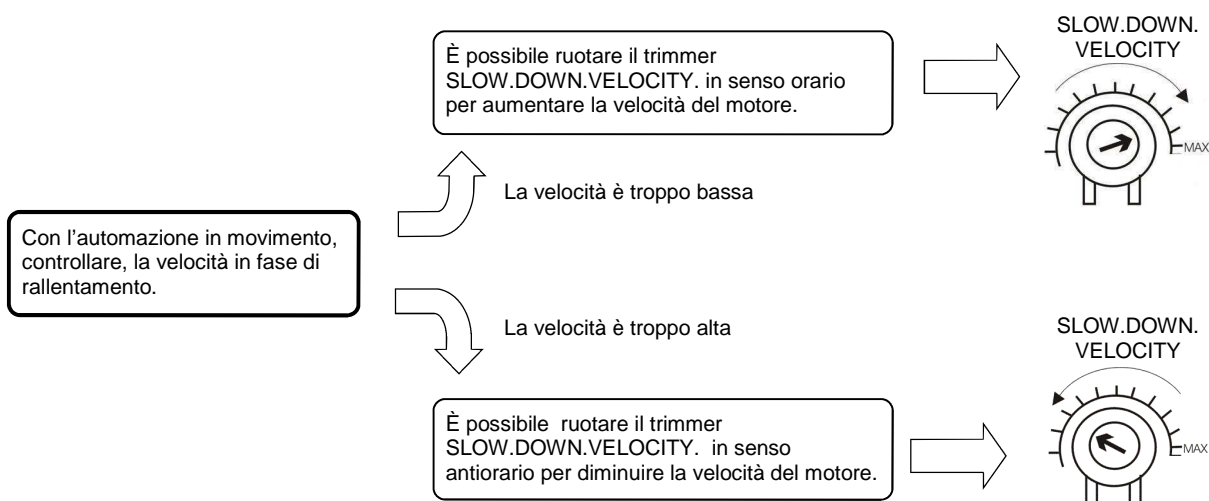 È possibile ruotare il trimmer
SLOW.DOWN.VELOCITY. in senso orario
per aumentare la velocità del motore.
SLOW.DOWN.
VELOCITY
MAX
La velocità è troppo bassa
Con l'automazione in movimento,
controllare, la velocità in fase di
rallentamento.
La velocità è troppo alta
SLOW.DOWN.
VELOCITY
MAX
È possibile ruotare il trimmer
SLOW.DOWN.VELOCITY. in senso
antiorario per diminuire la velocità del motore.